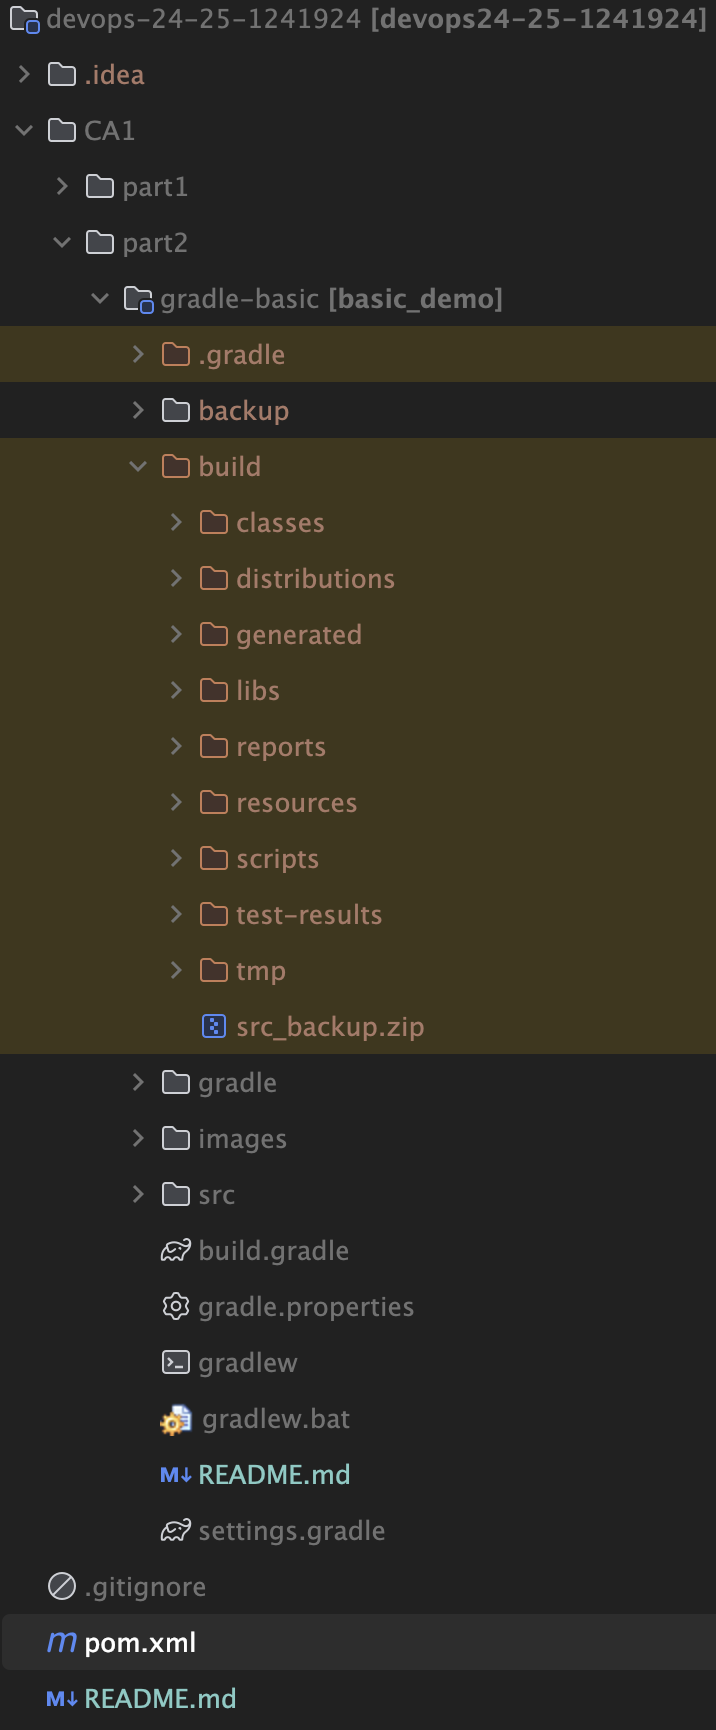 devops-24-25-1241924 [devops24-25-1241924]
.idea
CA1
part1
part2
gradle-basic [basic_demo]
.gradle
backup
build
classes
distributions
generated
libs
reports
resources
scripts
test-results
tmp
src_backup.zip
gradle
images
src
build.gradle
gradle.properties
gradlew
gradlew.bat
M↓ README.md
settings.gradle
.gitignore
m pom.xml
M↓ README.md